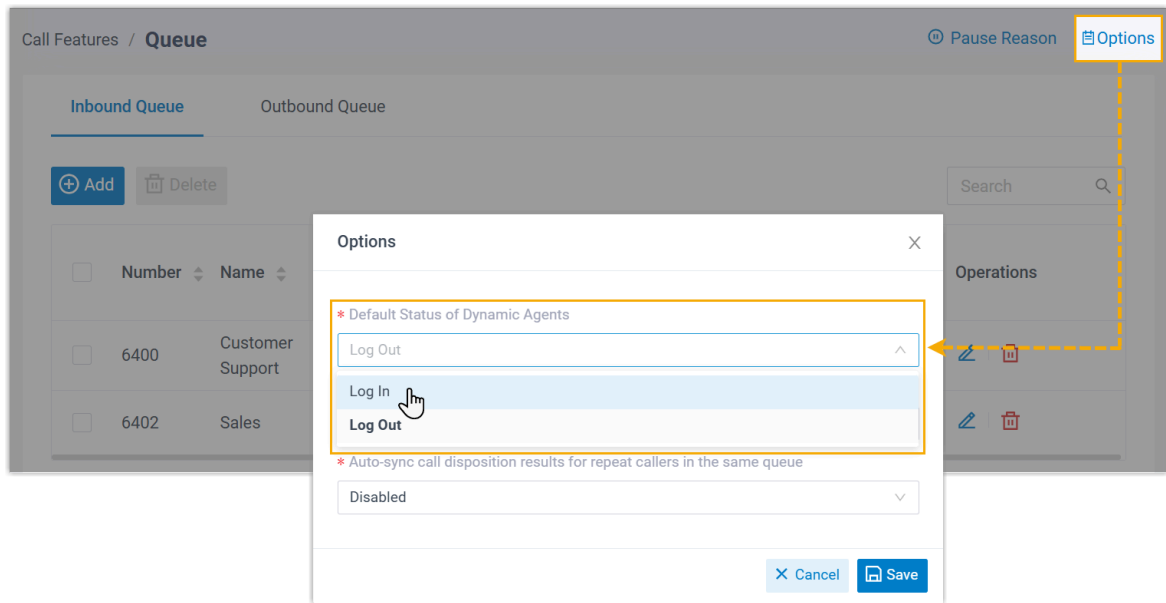 Call Features / Queue
Pause Reason
Options
Inbound Queue
Outbound Queue
Add
Delete
Search
Number
Name
Operations
6400
Customer
Support
6402
Sales
Options
* Default Status of Dynamic Agents
Log Out
Log In
Log Out
* Auto-sync call disposition results for repeat callers in the same queue
Disabled
Cancel
Save